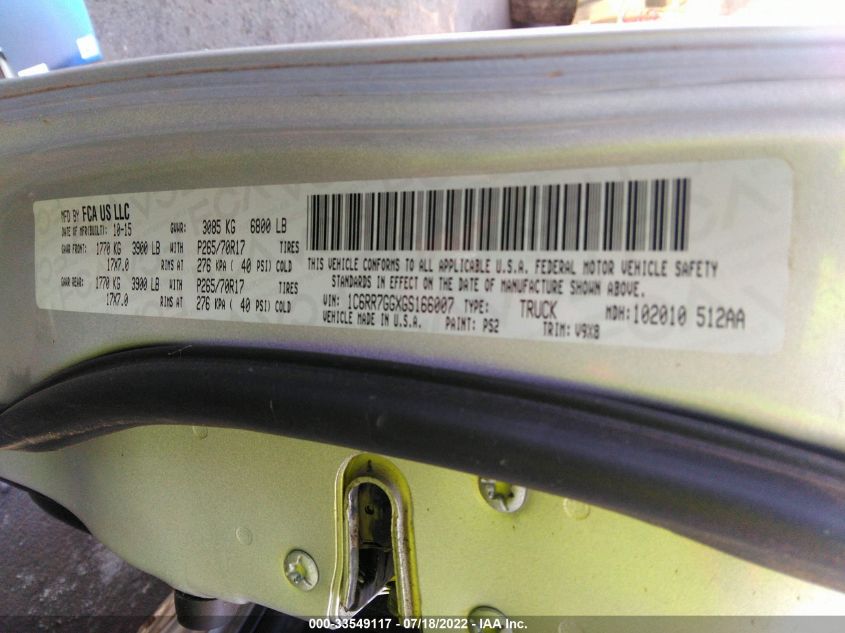 MFD BY FCA US LLC
DATE OF MFR(BUILT): 10-15 GVWR: 3085 KG 6800 LB
GAWR FRONT: 1770 KG 3900 LB WITH P265/70R17 TIRES
17X7.0 RIMS AT 276 KPA ( 40 PSI) COLD
GAWR REAR: 1770 KG 3900 LB WITH P265/70R17 TIRES
17X7.0 RIMS AT 276 KPA ( 40 PSI) COLD
THIS VEHICLE CONFORMS TO ALL APPLICABLE U.S.A. FEDERAL MOTOR VEHICLE SAFETY
STANDARDS IN EFFECT ON THE DATE OF MANUFACTURE SHOWN ABOVE.
VIN: 1C6RR7GGXGS166007 TYPE: TRUCK MDH: 102010 512AA
VEHICLE MADE IN U.S.A. PAINT: PS2 TRIM: V9X8
000-33549117 - 07/18/2022 - IAA Inc.